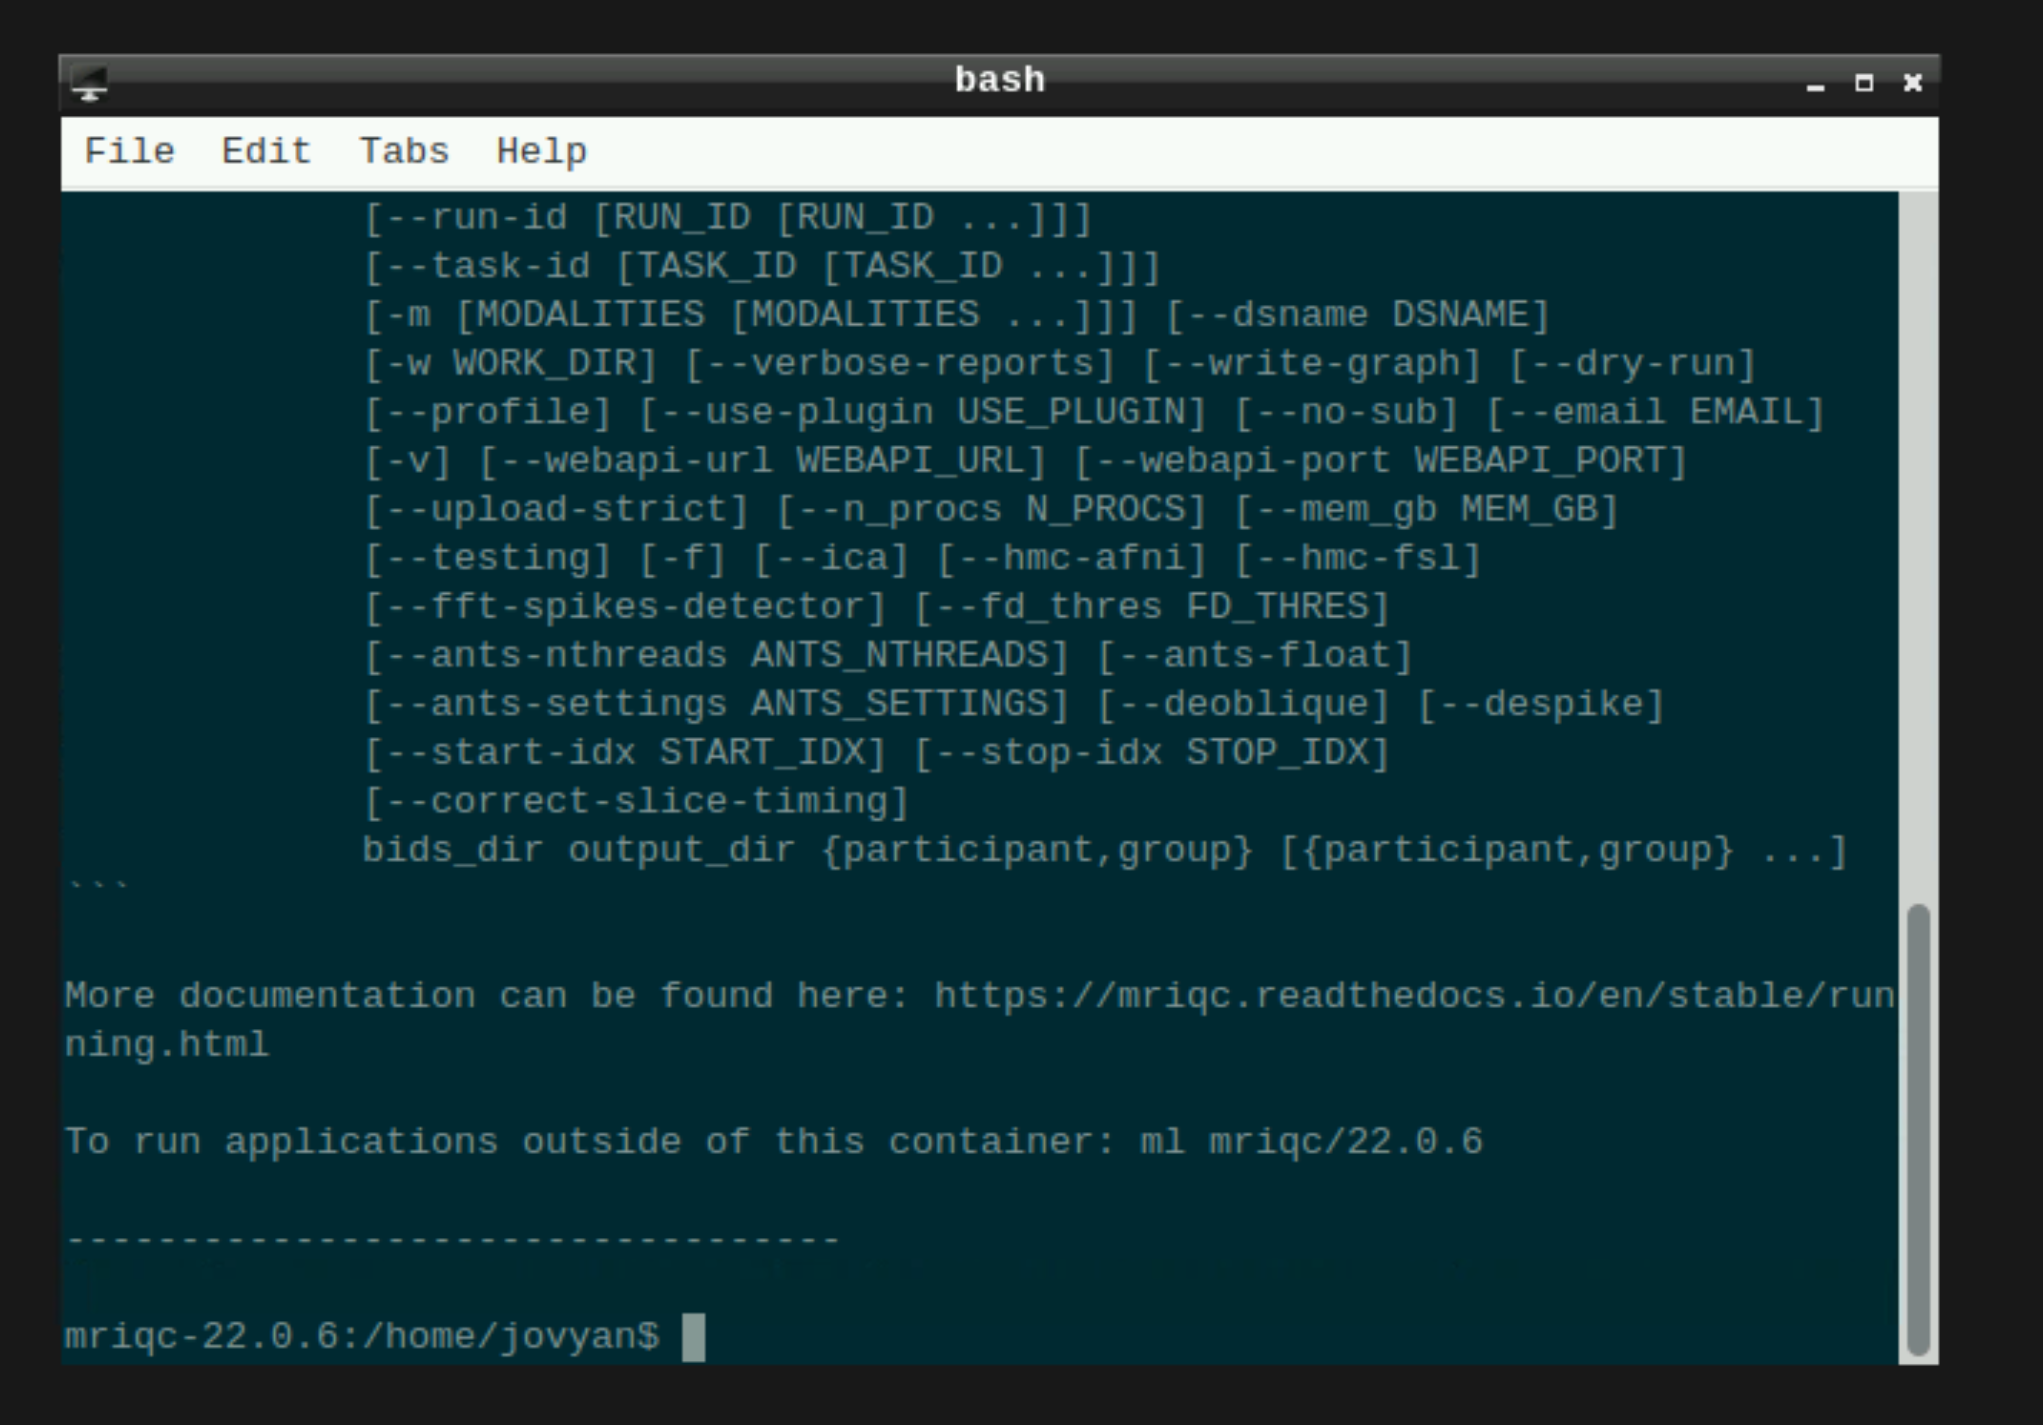 bash
File Edit Tabs Help
[--run-id [RUN_ID [RUN_ID ...]]]
[--task-id [TASK_ID [TASK_ID ...]]]
[-m [MODALITIES [MODALITIES ...]]] [--dsname DSNAME]
[-w WORK_DIR] [--verbose-reports] [--write-graph] [--dry-run]
[--profile] [--use-plugin USE_PLUGIN] [--no-sub] [--email EMAIL]
[-v] [--webapi-url WEBAPI_URL] [--webapi-port WEBAPI_PORT]
[--upload-strict] [--n_procs N_PROCS] [--mem_gb MEM_GB]
[--testing] [-f] [--ica] [--hmc-afni] [--hmc-fsl]
[--fft-spikes-detector] [--fd_thres FD_THRES]
[--ants-nthreads ANTS_NTHREADS] [--ants-float]
[--ants-settings ANTS_SETTINGS] [--deoblique] [--despike]
[--start-idx START_IDX] [--stop-idx STOP_IDX]
[--correct-slice-timing]
bids_dir output_dir {participant,group} [{participant,group} ...]
```
More documentation can be found here: https://mriqc.readthedocs.io/en/stable/run
ning.html
To run applications outside of this container: ml mriqc/22.0.6
----------------------------------
mriqc-22.0.6:/home/jovyan$